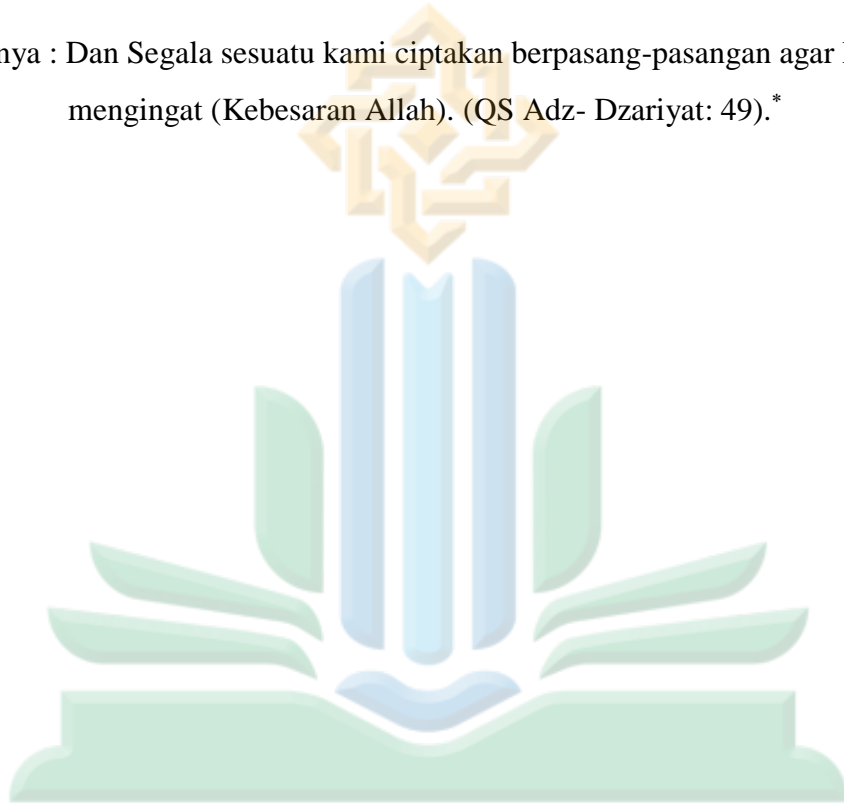 nya : Dan Segala sesuatu kami ciptakan berpasang-pasangan agar
mengingat (Kebesaran Allah). (QS Adz- Dzariyat: 49).*